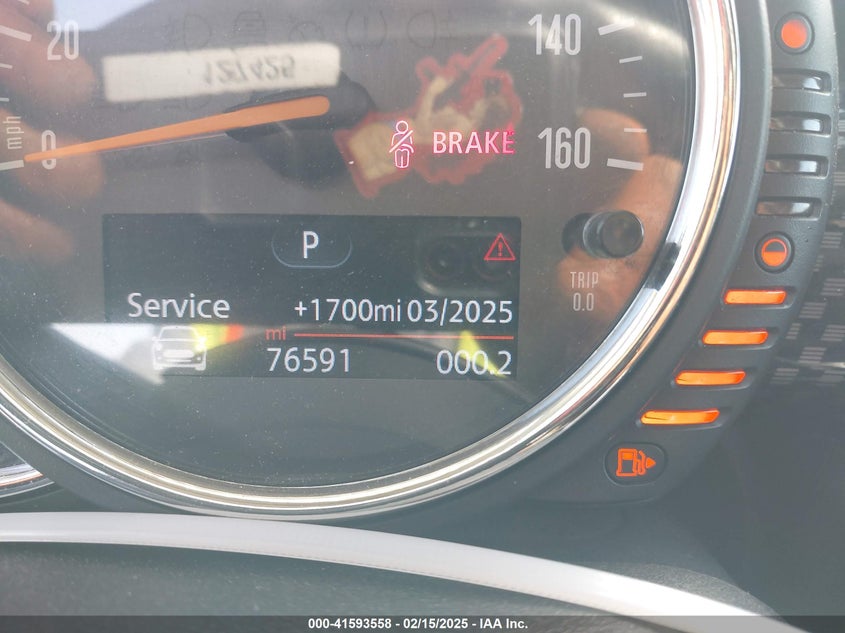 20
140
127425
mph
0
BRAKE
160
P
TRIP
0.0
Service +1700mi 03/2025
mi
76591 000.2
000-41593558 - 02/15/2025 - IAA Inc.